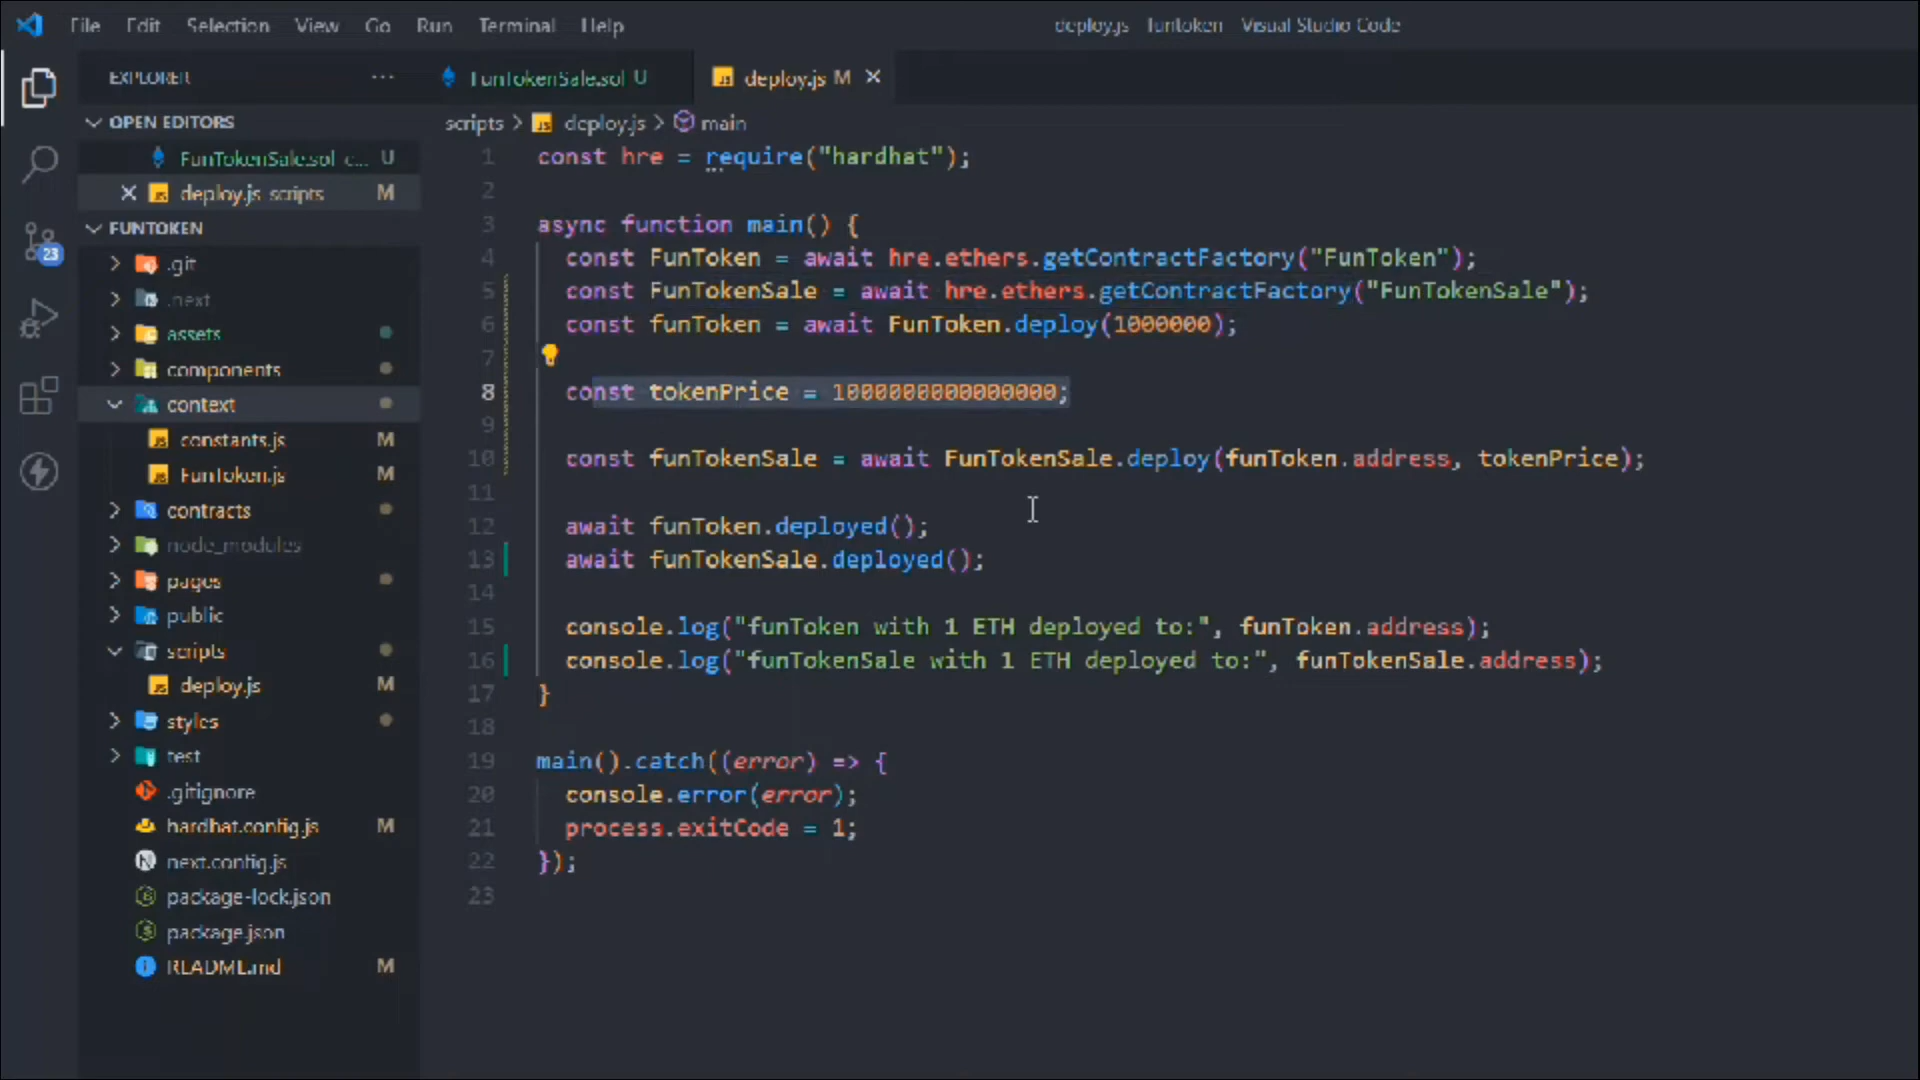 File Edit Selection View Go Run Terminal Help
deploy.js funtoken Visual Studio Code
EXPLORER ...
FunTokenSale.sol U
deploy.js M
OPEN EDITORS
FunTokenSale.sol c... U
deploy.js scripts M
FUNTOKEN
.git
.next
assets
components
context
constants.js M
FunToken.js M
contracts
node_modules
pages
public
scripts
deploy.js M
styles
test
.gitignore
hardhat.config.js M
next.config.js
package-lock.json
package.json
README.md M
23
scripts > deploy.js > main
1 const hre = require("hardhat");
2
3 async function main() {
4 const FunToken = await hre.ethers.getContractFactory("FunToken");
5 const FunTokenSale = await hre.ethers.getContractFactory("FunTokenSale");
6 const funToken = await FunToken.deploy(1000000);
7
8 const tokenPrice = 1000000000000000;
9
10 const funTokenSale = await FunTokenSale.deploy(funToken.address, tokenPrice);
11
12 await funToken.deployed();
13 await funTokenSale.deployed();
14
15 console.log("funToken with 1 ETH deployed to:", funToken.address);
16 console.log("funTokenSale with 1 ETH deployed to:", funTokenSale.address);
17 }
18
19 main().catch((error) => {
20 console.error(error);
21 process.exitCode = 1;
22 });
23